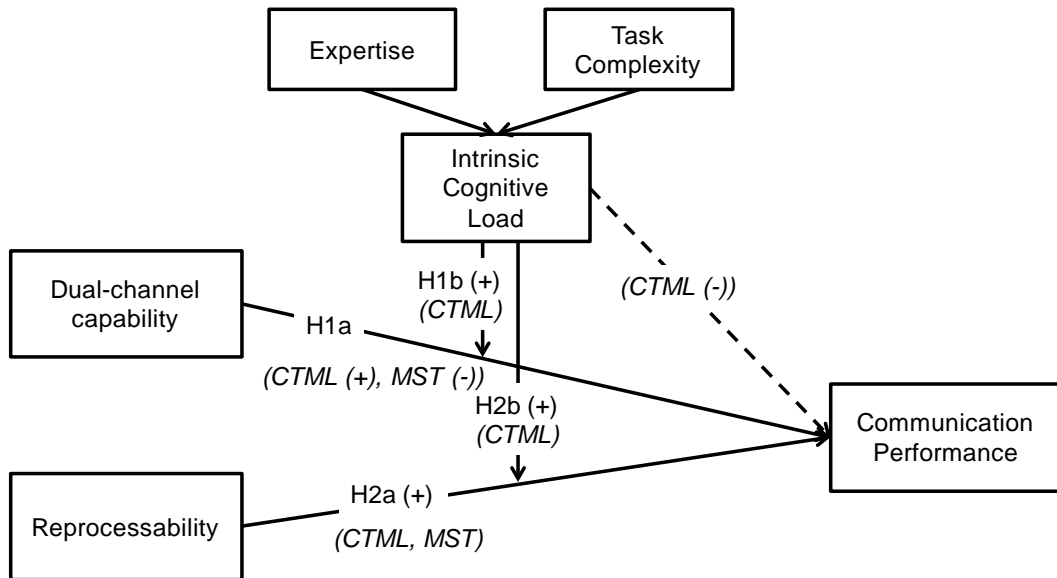 Expertise
Task
Complexity
Intrinsic
Cognitive
Load
Dual-channel
capability
H1b (+)
(CTML)
(CTML (-))
H1a
(CTML (+), MST (-))
H2b (+)
(CTML)
Communication
Performance
Reprocessability
H2a (+)
(CTML, MST)